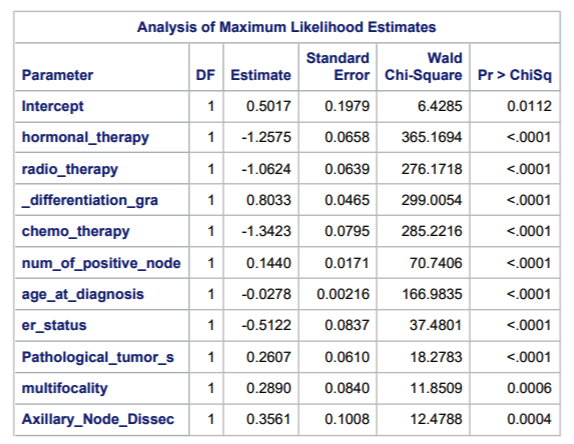 Analysis of Maximum Likelihood Estimates
Parameter DF Estimate Standard Error Wald Chi-Square Pr > ChiSq
Intercept 1 0.5017 0.1979 6.4285 0.0112
hormonal_therapy 1 -1.2575 0.0658 365.1694 <.0001
radio_therapy 1 -1.0624 0.0639 276.1718 <.0001
_differentiation_gra 1 0.8033 0.0465 299.0054 <.0001
chemo_therapy 1 -1.3423 0.0795 285.2216 <.0001
num_of_positive_node 1 0.1440 0.0171 70.7406 <.0001
age_at_diagnosis 1 -0.0278 0.00216 166.9835 <.0001
er_status 1 -0.5122 0.0837 37.4801 <.0001
Pathological_tumor_s 1 0.2607 0.0610 18.2783 <.0001
multifocality 1 0.2890 0.0840 11.8509 0.0006
Axillary_Node_Dissec 1 0.3561 0.1008 12.4788 0.0004